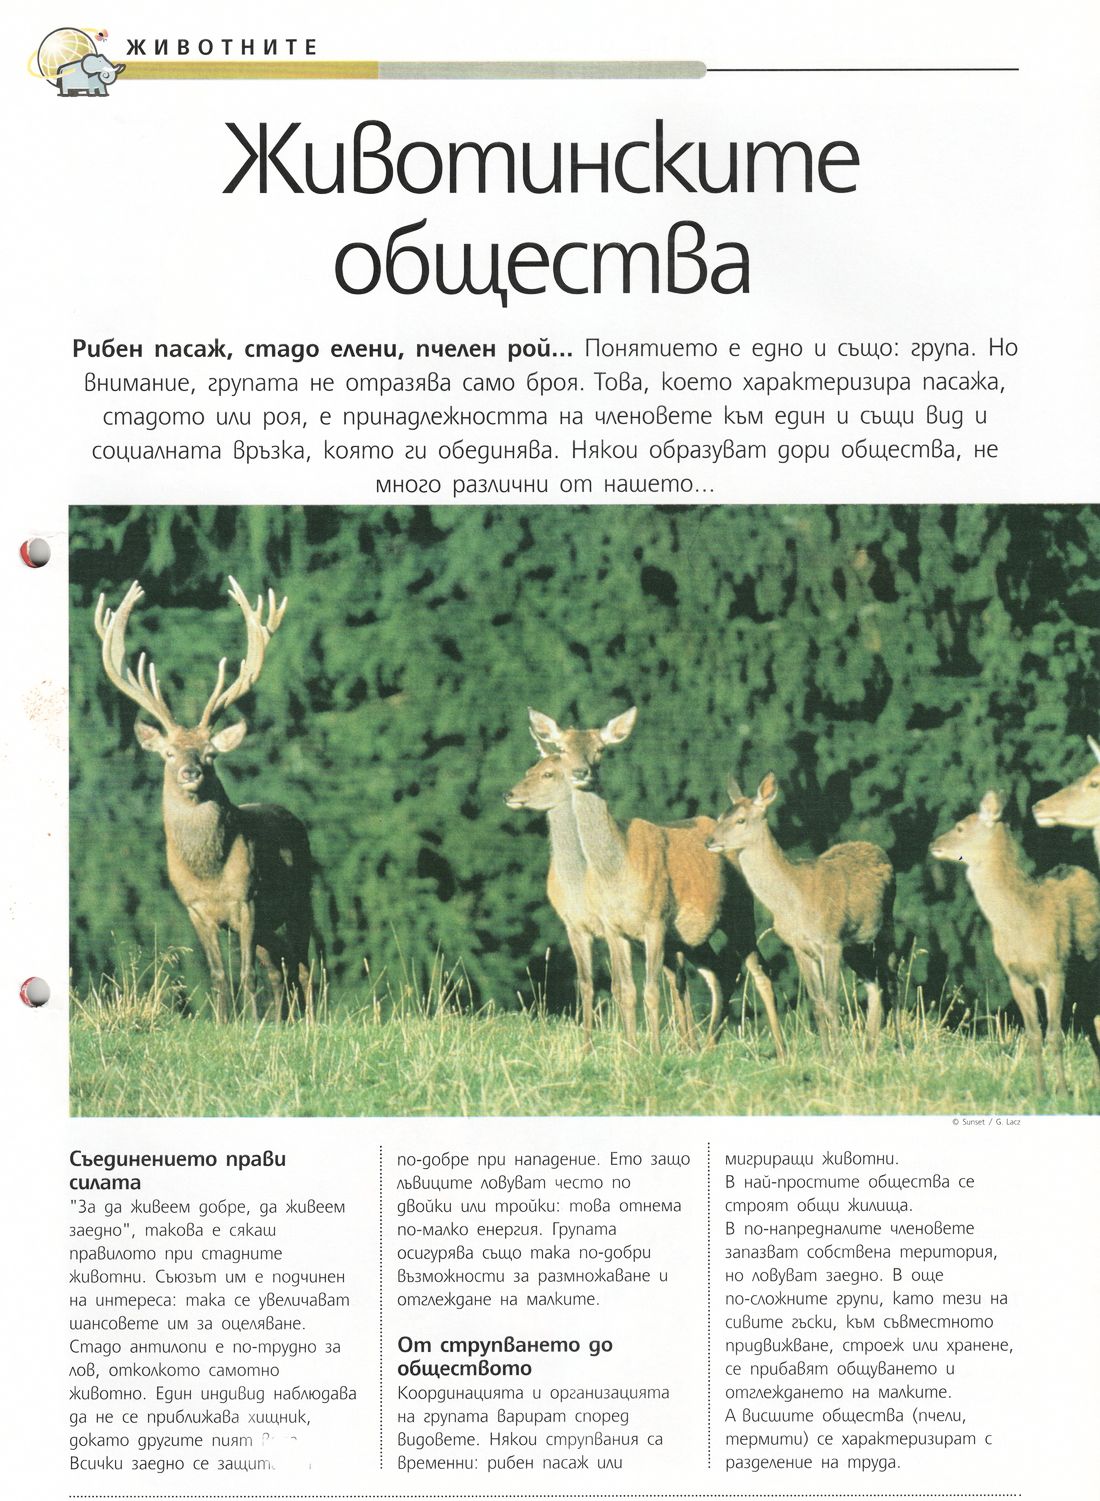 ЖИВОТНИТЕ
Животинските
общества
Рибен пасаж, стадо елени, пчелен рой... Понятието е едно и също: група. Но
внимание, групата не отразява само броя. Това, което характеризира пасажа,
стадото или роя, е принадлежността на членовете към един и същи вид и
социалната връзка, която ги обединява. Някои образуват дори общества, не
много различни от нашето...
© Sunset / G. Lacz
Съединението прави
силата
"За да живеем добре, да живеем
заедно", такова е сякаш
правилото при стадните
животни. Съюзът им е подчинен
на интереса: така се увеличават
шансовете им за оцеляване.
Стадо антилопи е по-трудно за
лов, отколкото самотно
животно. Един индивид наблюдава
да не се приближава хищник,
докато другите пият
Всички заедно се
по-добре при нападение. Ето защо
лъвиците ловуват често по
двойки или тройки: това отнема
по-малко енергия. Групата
осигурява също така по-добри
възможности за размножаване и
отглеждане на малките.
От струпването до
обществото
Координацията и организацията
на групата варират според
видовете. Някои струпвания са
временни: рибен пасаж или
мигриращи животни.
В най-простите общества се
строят общи жилища.
В по-напредналите членовете
запазват собствена територия,
но ловуват заедно. В още
по-сложните групи, като тези на
сивите гъски, към съвместното
придвижване, строеж или хранене,
се прибавят общуването и
отглеждането на малките.
А висшите общества (пчели,
термити) се характеризират с
разделение на труда.